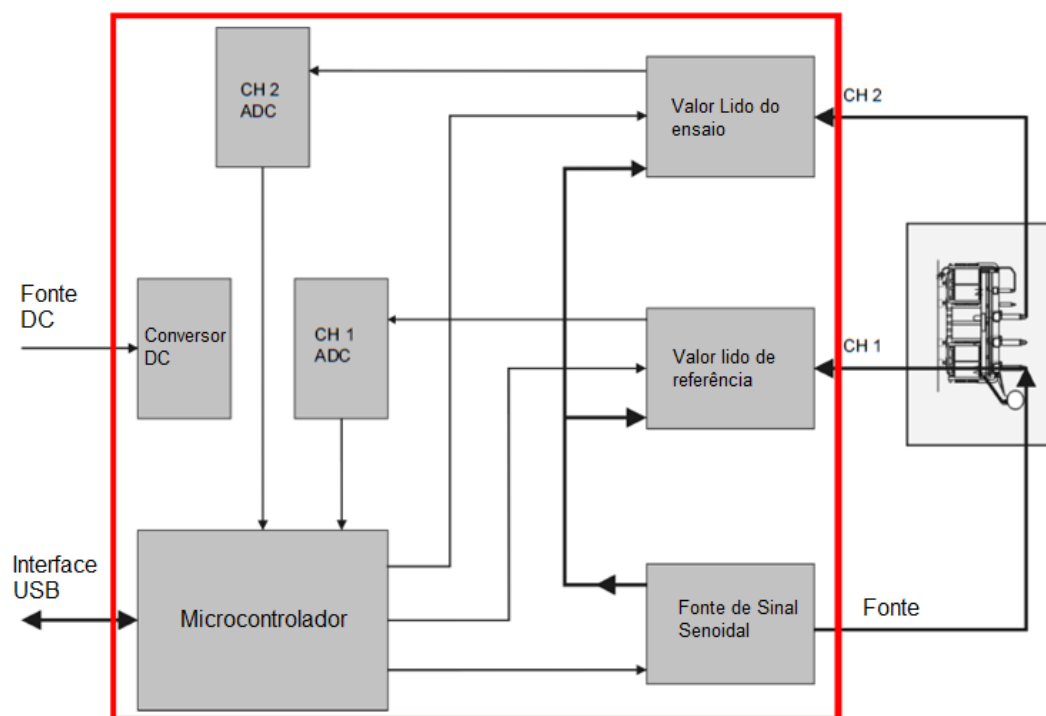 CH 2
ADC
Valor Lido do
ensaio
CH 2
Fonte
DC
Conversor
DC
CH 1
ADC
Valor lido de
referência
CH 1
Interface
USB
Microcontrolador
Fonte de Sinal
Senoidal
Fonte